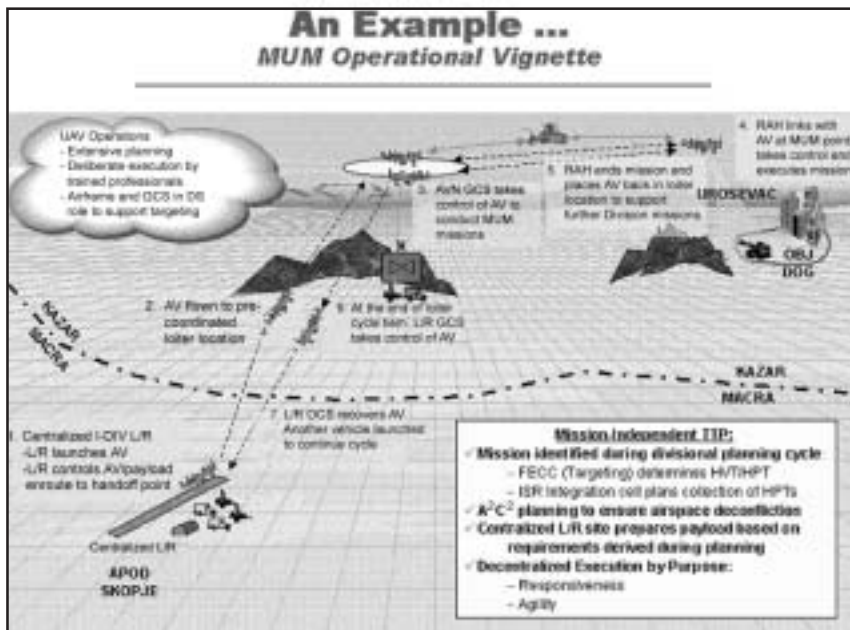 An Example ...
MUM Operational Vignette
UAV Operations
- Extensive planning
- Deliberate execution by
trained professionals
- Airframe and GCS in DS
role to support targeting
4. RAH links with
AV at MUM point
takes control and
executes mission
3. AVN GCS takes
control of AV to
conduct MUM
missions
5. RAH ends mission and
places AV back in loiter
location to support
further Division missions
UROSEVAC
OBJ
DOG
2. AV flown to pre-
coordinated
loiter location
At the end of loiter
cycle L/R GCS
takes control of AV
KAZAR
MACRA
KAZAR
MACRA
7. L/R GCS recovers AV.
Another vehicle launched
to continue cycle
1. Centralized I-DIV L/R
-L/R launches AV
-L/R controls AV/payload
enroute to handoff point
Centralized L/R
APOD
SKOPJE
Mission-Independent TTP:
✓ Mission identified during divisional planning cycle
– FECC (Targeting) determines HVT/HPT
– ISR Integration cell plans collection of HPTs
✓ A²C² planning to ensure airspace deconfliction
✓ Centralized L/R site prepares payload based on
requirements derived during planning
✓ Decentralized Execution by Purpose:
– Responsiveness
– Agility